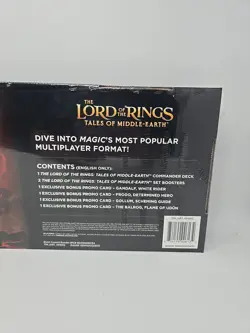 THE
LORD OF THE RINGS
TALES OF MIDDLE-EARTH
DIVE INTO MAGIC'S MOST POPULAR
MULTIPLAYER FORMAT!
CONTENTS (ENGLISH ONLY):
1 THE LORD OF THE RINGS: TALES OF MIDDLE-EARTH COMMANDER DECK
2 THE LORD OF THE RINGS: TALES OF MIDDLE-EARTH SET BOOSTERS
1 EXCLUSIVE BONUS PROMO CARD – GANDALF, WHITE RIDER
1 EXCLUSIVE BONUS PROMO CARD – FRODO, DETERMINED HERO
1 EXCLUSIVE BONUS PROMO CARD – GOLLUM, SCHEMING GUIDE
1 EXCLUSIVE BONUS PROMO CARD – THE BALROG, FLAME OF UDÛN